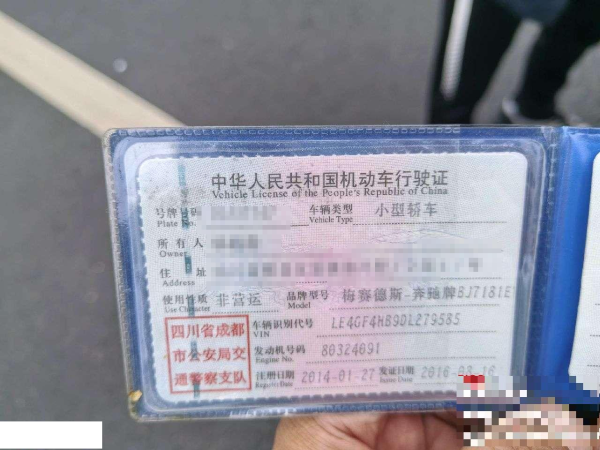 中华人民共和国机动车行驶证
Vehicle License of the People's Republic of China
号牌号码 车辆类型 小型轿车
Plate No. Vehicle Type
所有人
Owner
住 址
Address
使用性质 非营运 品牌型号 梅赛德斯-奔驰牌BJ7181E
Use Character Model
四川省成都
市公安局交
通警察支队
车辆识别代号 LE4GF4HB9DL279585
VIN
发动机号码 80324691
Engine No.
注册日期 2014-01-27 发证日期 2016-08-16
Register Date Issue Date